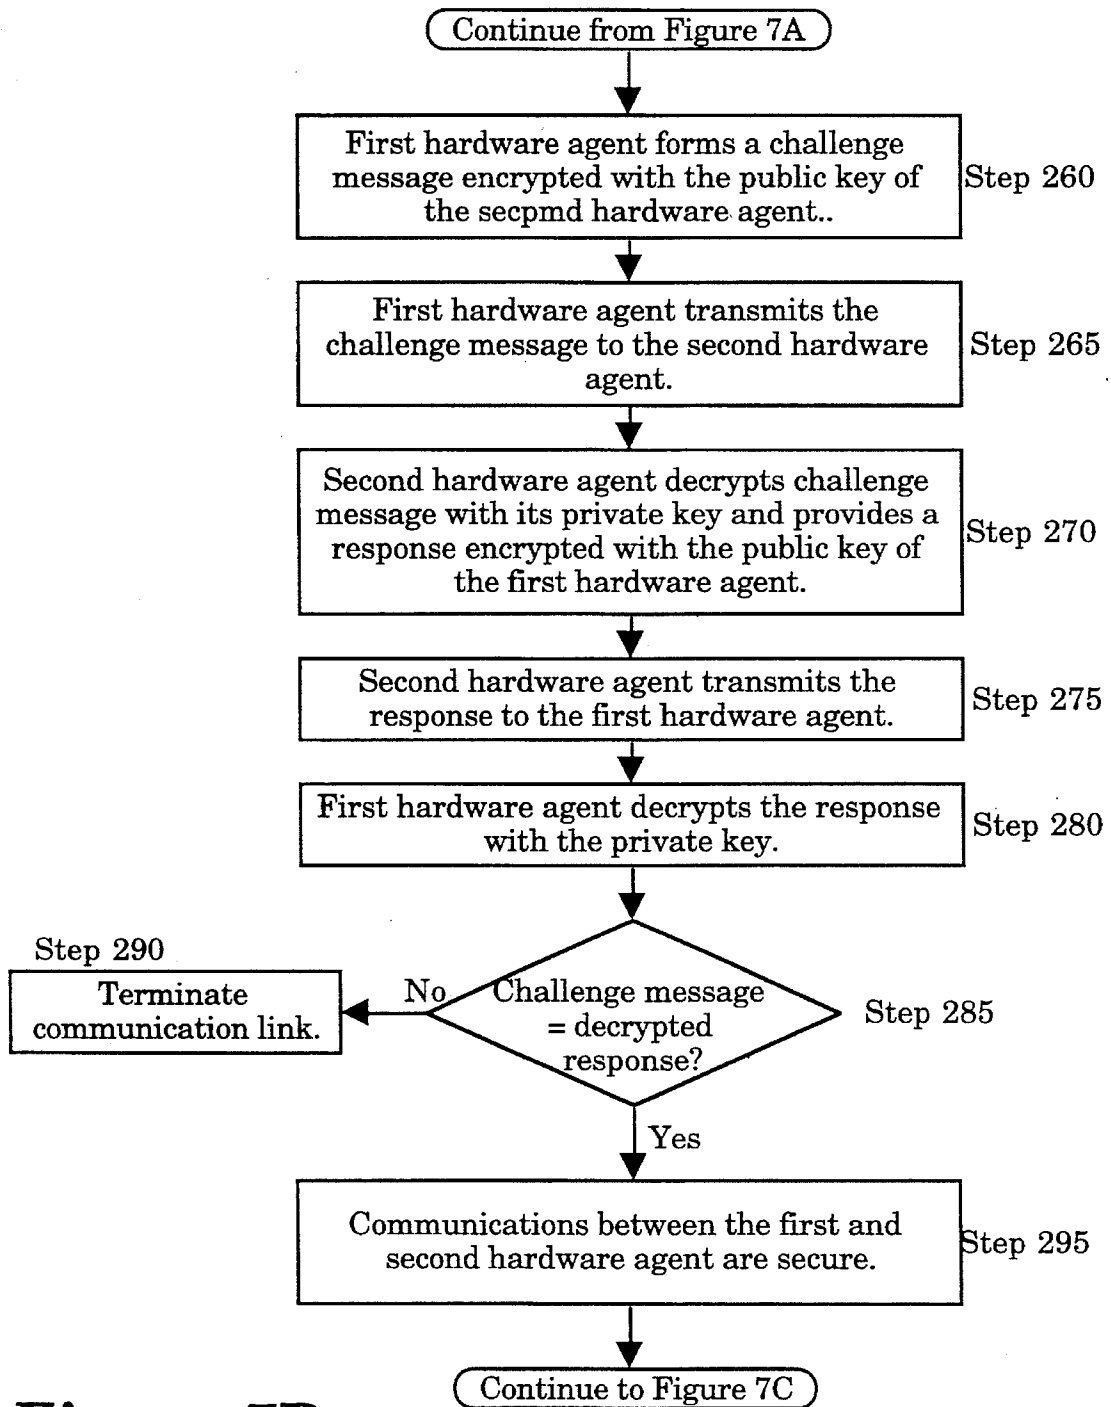 Continue from Figure 7A
First hardware agent forms a challenge
message encrypted with the public key of
the secpmd hardware agent..
Step 260
First hardware agent transmits the
challenge message to the second hardware
agent.
Step 265
Second hardware agent decrypts challenge
message with its private key and provides a
response encrypted with the public key of
the first hardware agent.
Step 270
Second hardware agent transmits the
response to the first hardware agent.
Step 275
First hardware agent decrypts the response
with the private key.
Step 280
Step 290
Terminate
communication link.
No
Challenge message
= decrypted
response?
Step 285
Yes
Communications between the first and
second hardware agent are secure.
Step 295
Continue to Figure 7C